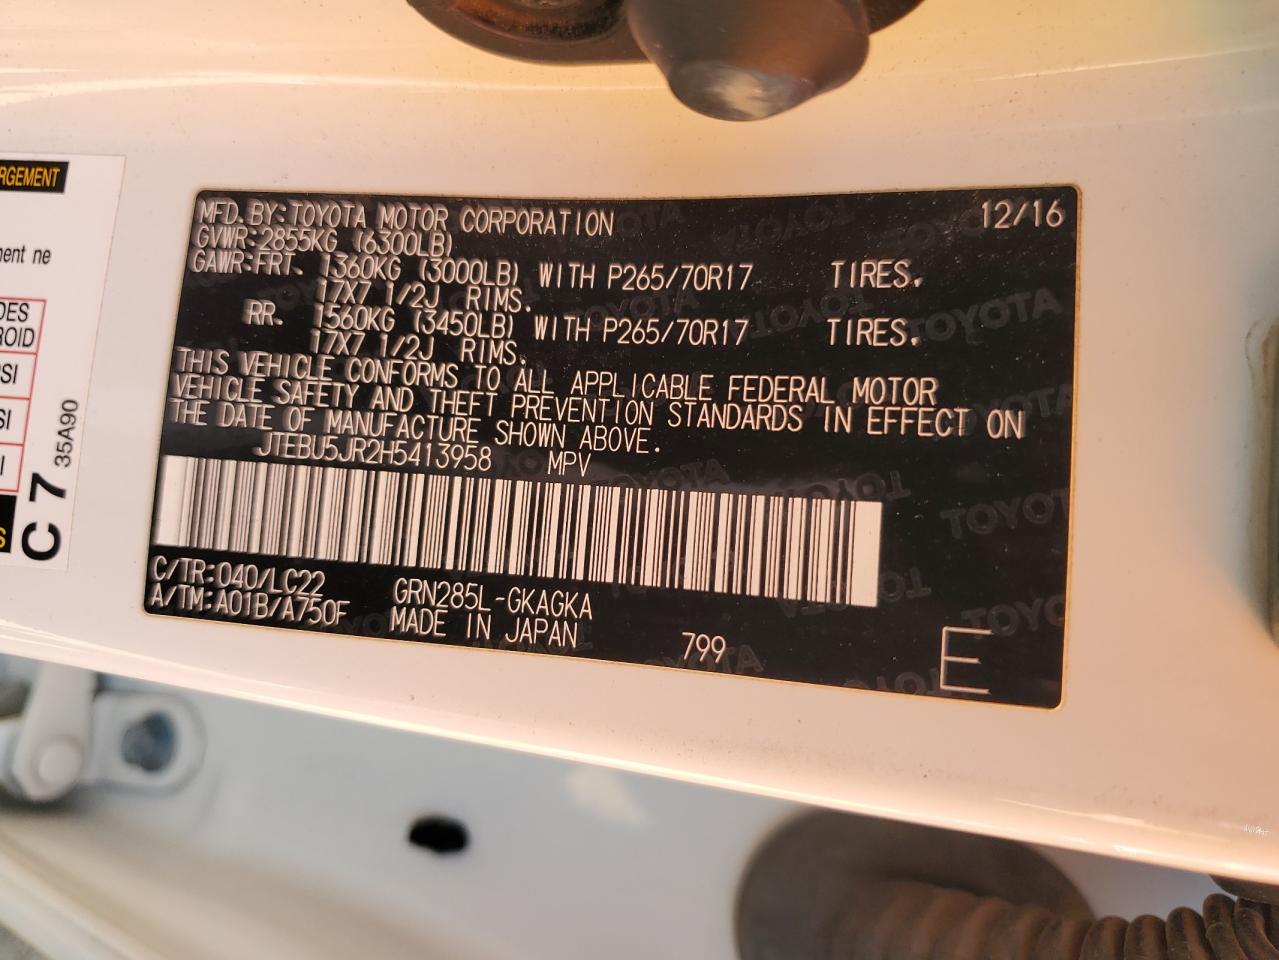 RGEMENT
ment ne
DES
ROID
SI
SI
I
S
C 7
35A90
MFD.BY:TOYOTA MOTOR CORPORATION 12/16
GVWR:2855KG (6300LB)
GAWR:FRT. 1360KG (3000LB) WITH P265/70R17 TIRES.
17X7 1/2J RIMS.
RR. 1560KG (3450LB) WITH P265/70R17 TIRES.
17X7 1/2J RIMS.
THIS VEHICLE CONFORMS TO ALL APPLICABLE FEDERAL MOTOR
VEHICLE SAFETY AND THEFT PREVENTION STANDARDS IN EFFECT ON
THE DATE OF MANUFACTURE SHOWN ABOVE.
JTEBU5JR2H5413958 MPV
C/TR:040/LC22 GRN285L-GKAGKA
A/TM:A01B/A750F MADE IN JAPAN 799 E